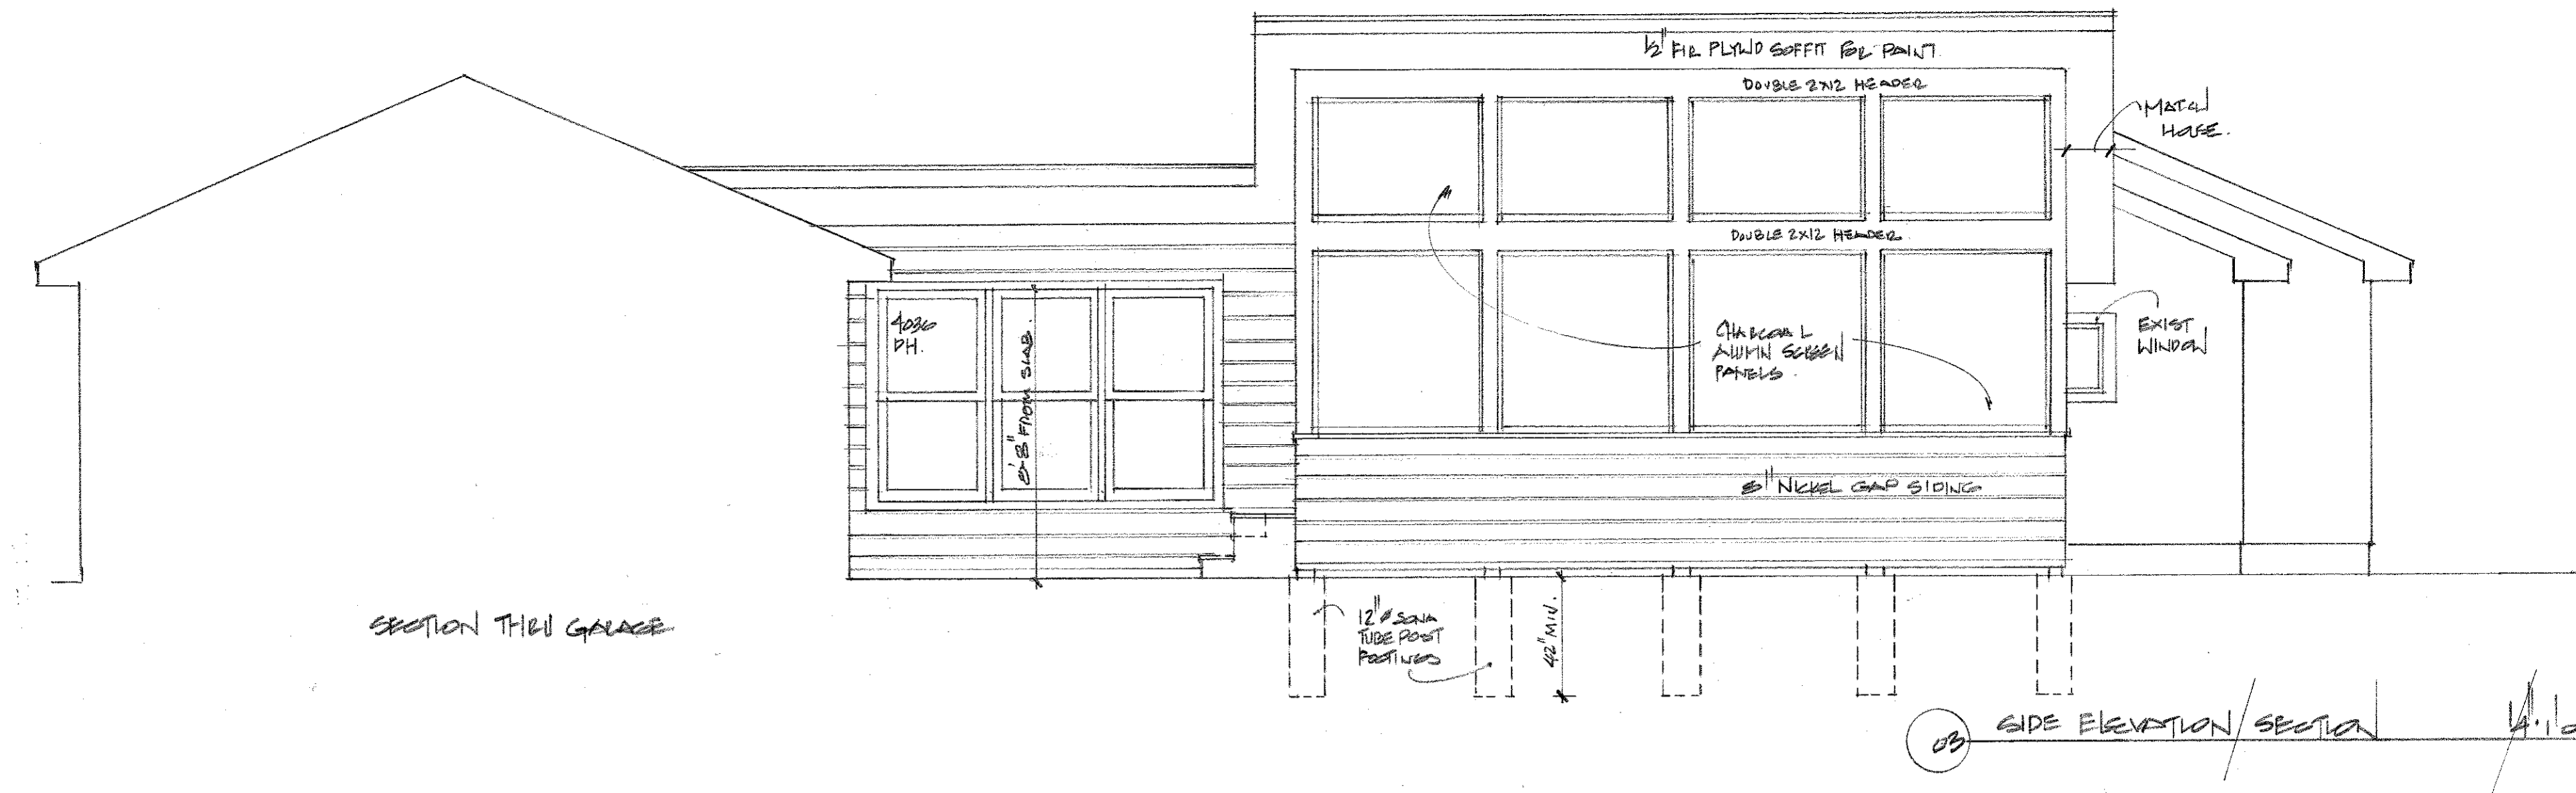 1/2" FIR PLYWD SOFFIT FOR PAINT.
DOUBLE 2X12 HEADER
MATCH
HOUSE.
DOUBLE 2X12 HEADER
4036
DH.
8'-8" FROM SLAB.
CHARCOAL
ALUMN SCREEN
PANELS.
EXIST
WINDOW
8" NICKEL GAP SIDING
SECTION THRU GARAGE
12"Ø SONA
TUBE POST
FOOTINGS
42" MIN.
03 SIDE ELEVATION/SECTION